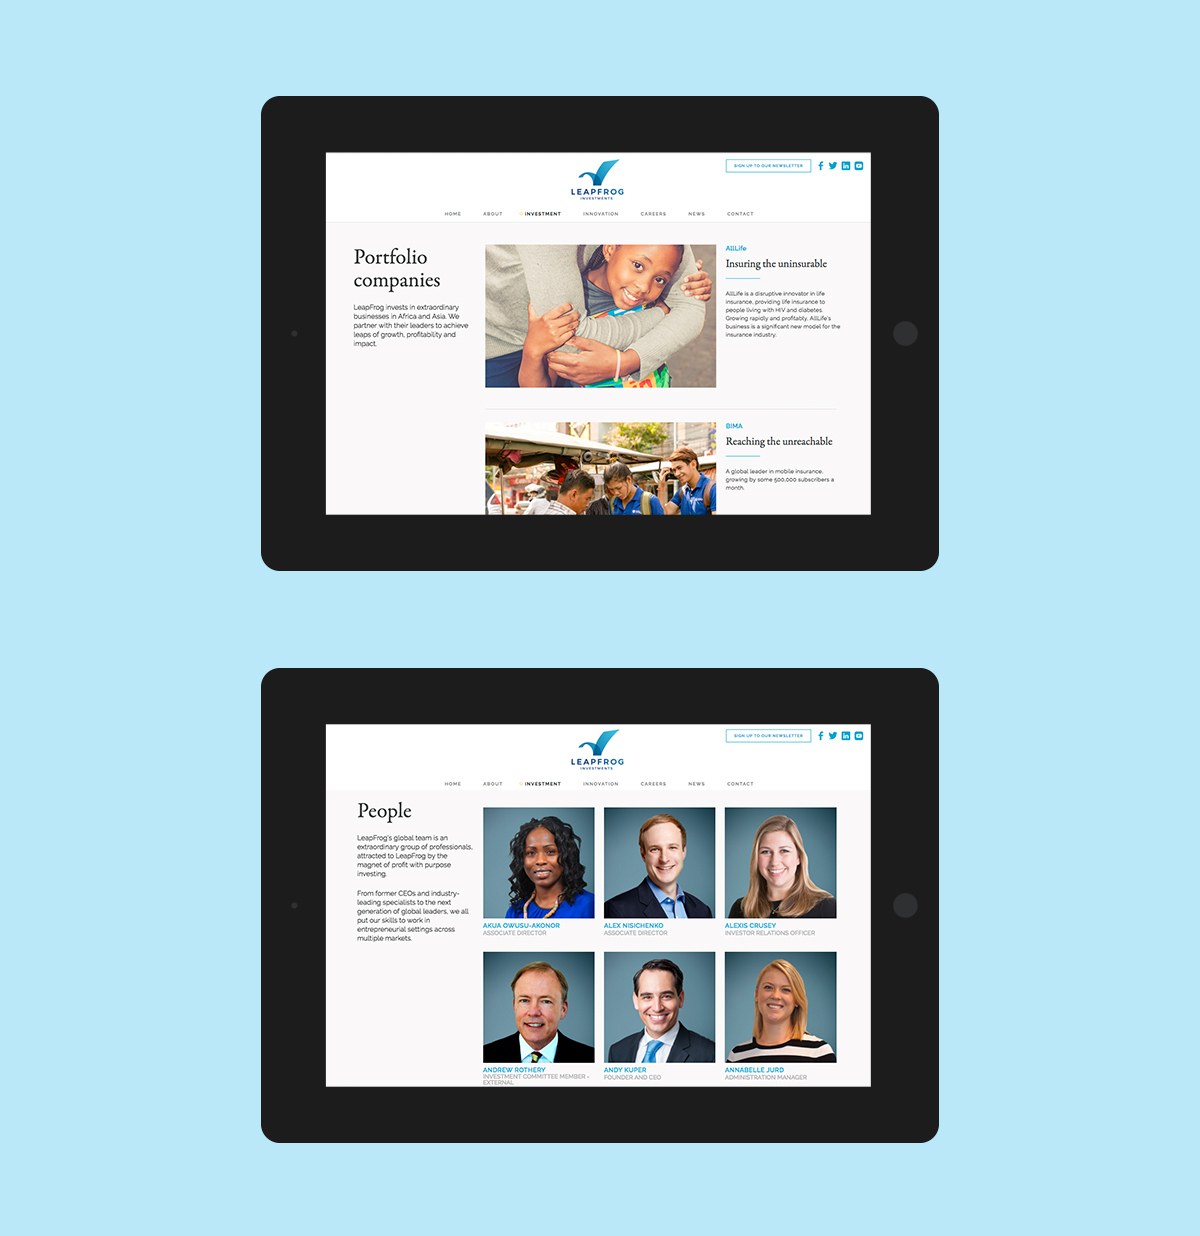 SIGN UP TO OUR NEWSLETTER
LEAPFROG
INVESTMENTS
HOME ABOUT INVESTMENT INNOVATION CAREERS NEWS CONTACT
Portfolio
companies
LeapFrog invests in extraordinary
businesses in Africa and Asia. We
partner with their leaders to achieve
leaps of growth, profitability and
impact.
AllLife
Insuring the uninsurable
AllLife is a disruptive innovator in life
insurance, providing life insurance to
people living with HIV and diabetes.
Growing rapidly and profitably, AllLife's
business is a significant new model for the
insurance industry.
BIMA
Reaching the unreachable
A global leader in mobile insurance,
growing by some 500,000 subscribers a
month.
SIGN UP TO OUR NEWSLETTER
LEAPFROG
INVESTMENTS
HOME ABOUT INVESTMENT INNOVATION CAREERS NEWS CONTACT
People
LeapFrog's global team is an
extraordinary group of professionals,
attracted to LeapFrog by the
magnet of profit with purpose
investing.
From former CEOs and industry-
leading specialists to the next
generation of global leaders, we all
put our skills to work in
entrepreneurial settings across
multiple markets.
AKUA OWUSU-AKONOR
ASSOCIATE DIRECTOR
ALEX NISICHENKO
ASSOCIATE DIRECTOR
ALEXIS CRUSEY
INVESTOR RELATIONS OFFICER
ANDREW ROTHERY
INVESTMENT COMMITTEE MEMBER -
EXTERNAL
ANDY KUPER
FOUNDER AND CEO
ANNABELLE JURD
ADMINISTRATION MANAGER